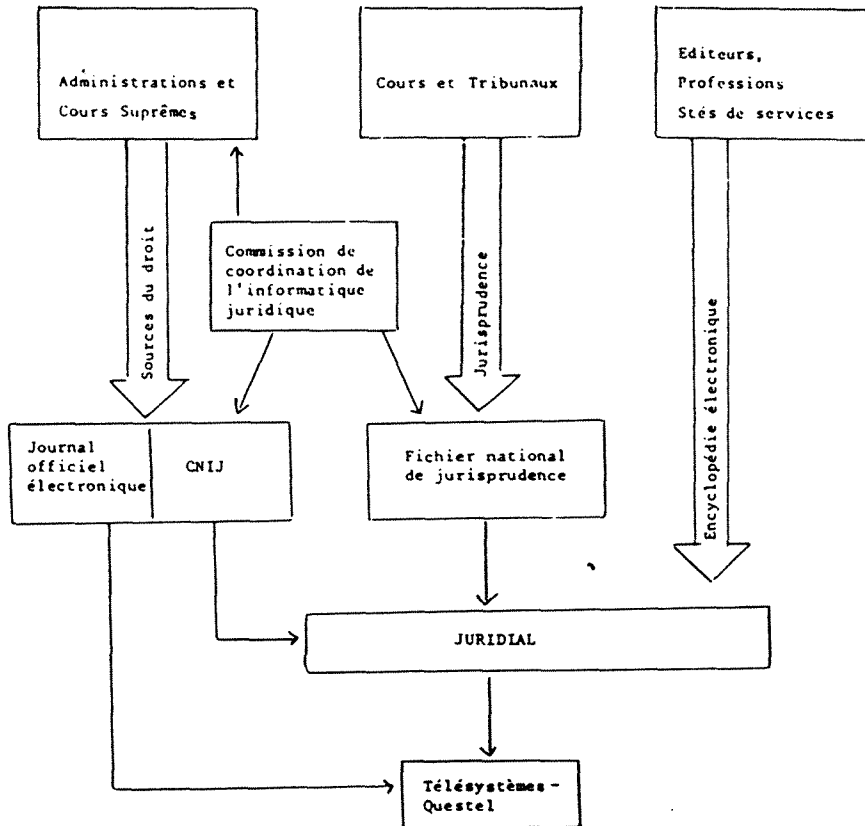 Administrations et
Cours Suprêmes
Cours et Tribunaux
Editeurs,
Professions
Stés de services
Sources du droit
Commission de
coordination de
l'informatique
juridique
Jurisprudence
Encyclopédie électronique
Journal
officiel
électronique
CNIJ
Fichier national
de jurisprudence
JURIDIAL
Télésystèmes-
Questel